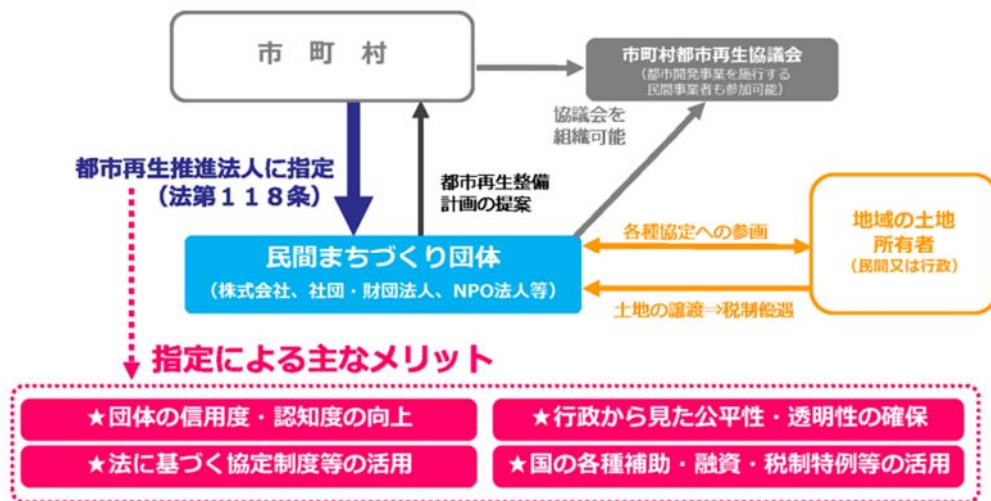 市 町 村
市町村都市再生協議会
（都市開発事業を施行する
民間事業者も参加可能）
協議会を
組織可能
都市再生推進法人に指定
（法第１１８条）
都市再生整備
計画の提案
民間まちづくり団体
（株式会社、社団・財団法人、NPO法人等）
各種協定への参画
土地の譲渡⇒税制優遇
地域の土地
所有者
（民間又は行政）
指定による主なメリット
★団体の信用度・認知度の向上
★行政から見た公平性・透明性の確保
★法に基づく協定制度等の活用
★国の各種補助・融資・税制特例等の活用